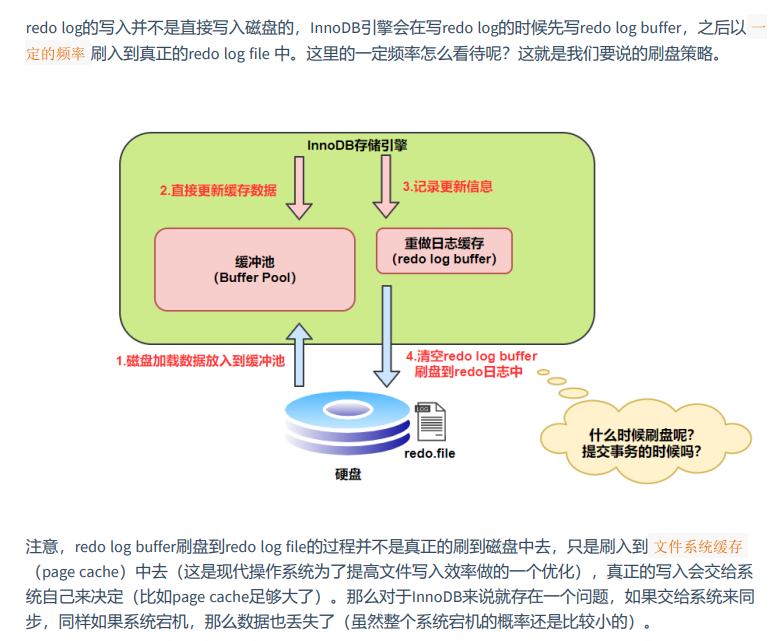 redo log的写入并不是直接写入磁盘的，InnoDB引擎会在写redo log的时候先写redo log buffer，之后以 一
定的频率 刷入到真正的redo log file 中。这里的一定频率怎么看待呢？这就是我们要说的刷盘策略。
InnoDB存储引擎
2.直接更新缓存数据
3.记录更新信息
缓冲池
（Buffer Pool）
重做日志缓存
（redo log buffer）
1.磁盘加载数据放入到缓冲池
4.清空redo log buffer
刷盘到redo日志中
LOG
redo.file
硬盘
什么时候刷盘呢？
提交事务的时候吗？
注意，redo log buffer刷盘到redo log file的过程并不是真正的刷到磁盘中去，只是刷入到 文件系统缓存
（page cache）中去（这是现代操作系统为了提高文件写入效率做的一个优化），真正的写入会交给系
统自己来决定（比如page cache足够大了）。那么对于InnoDB来说就存在一个问题，如果交给系统来同
步，同样如果系统宕机，那么数据也丢失了（虽然整个系统宕机的概率还是比较小的）。